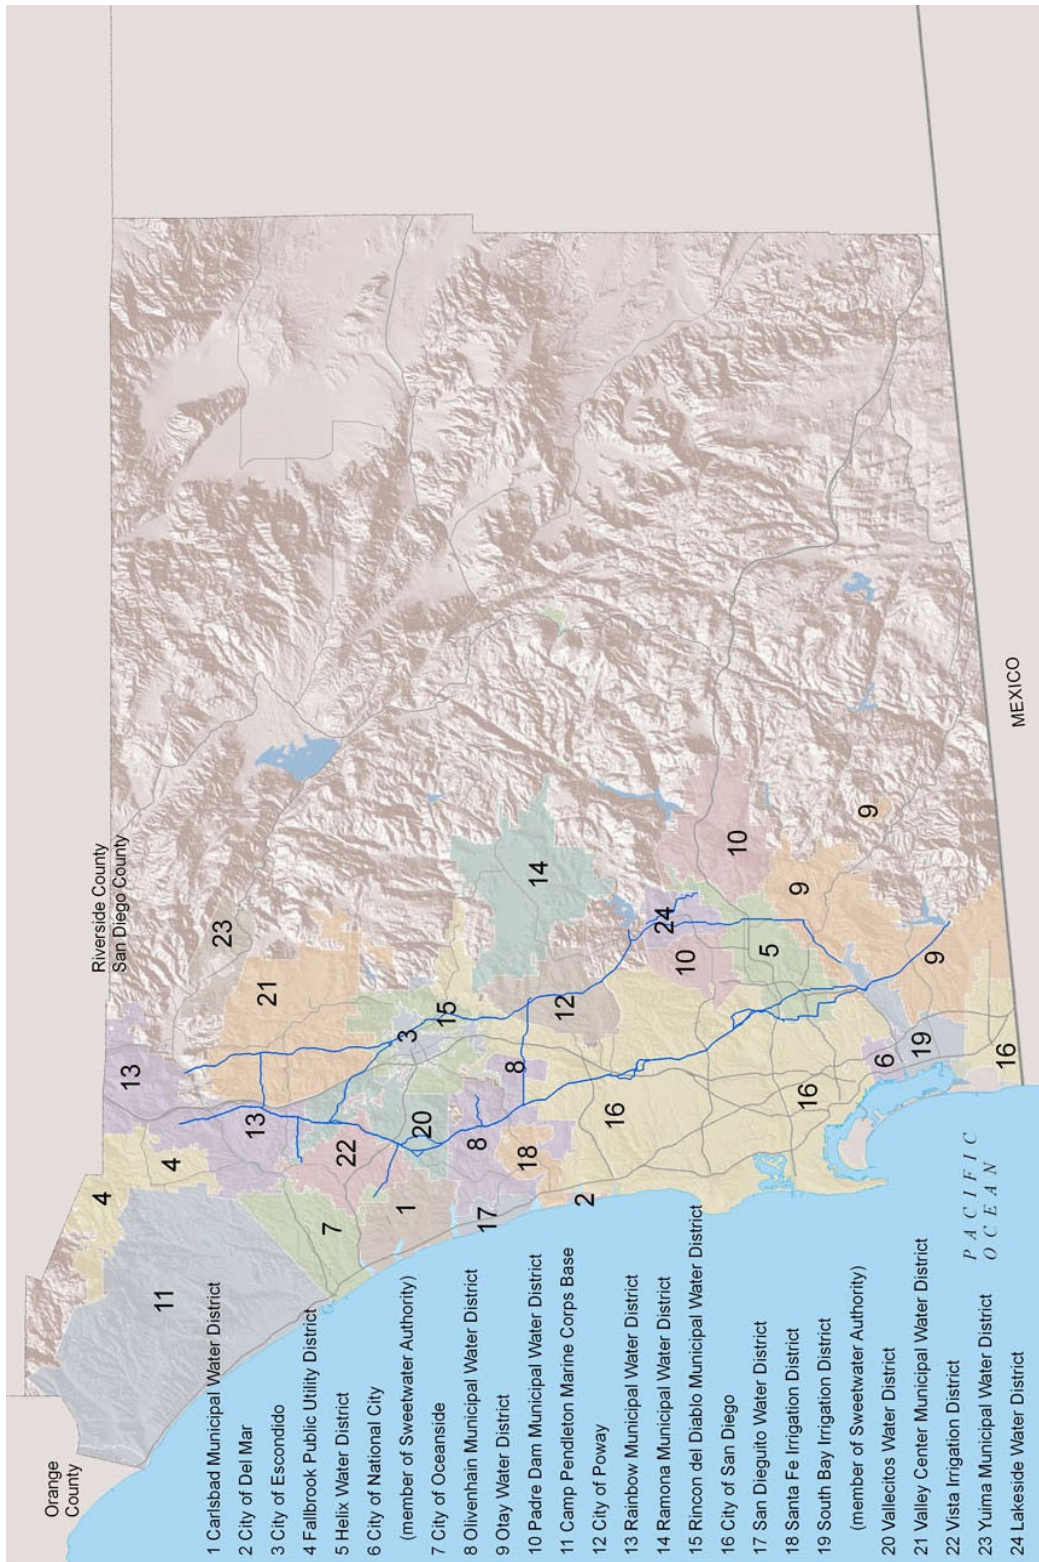 Orange
County
Riverside County
San Diego County
4
4
13
13
23
21
11
7
22
1
20
3
15
8
8
17
18
2
14
12
16
16
16
10
10
24
5
9
9
9
6
19
PACIFIC
OCEAN
MEXICO
1 Carlsbad Municipal Water District
2 City of Del Mar
3 City of Escondido
4 Fallbrook Public Utility District
5 Helix Water District
6 City of National City
(member of Sweetwater Authority)
7 City of Oceanside
8 Olivenhain Municipal Water District
9 Otay Water District
10 Padre Dam Municipal Water District
11 Camp Pendleton Marine Corps Base
12 City of Poway
13 Rainbow Municipal Water District
14 Ramona Municipal Water District
15 Rincon del Diablo Municipal Water District
16 City of San Diego
17 San Dieguito Water District
18 Santa Fe Irrigation District
19 South Bay Irrigation District
(member of Sweetwater Authority)
20 Vallecitos Water District
21 Valley Center Municipal Water District
22 Vista Irrigation District
23 Yuima Municipal Water District
24 Lakeside Water District